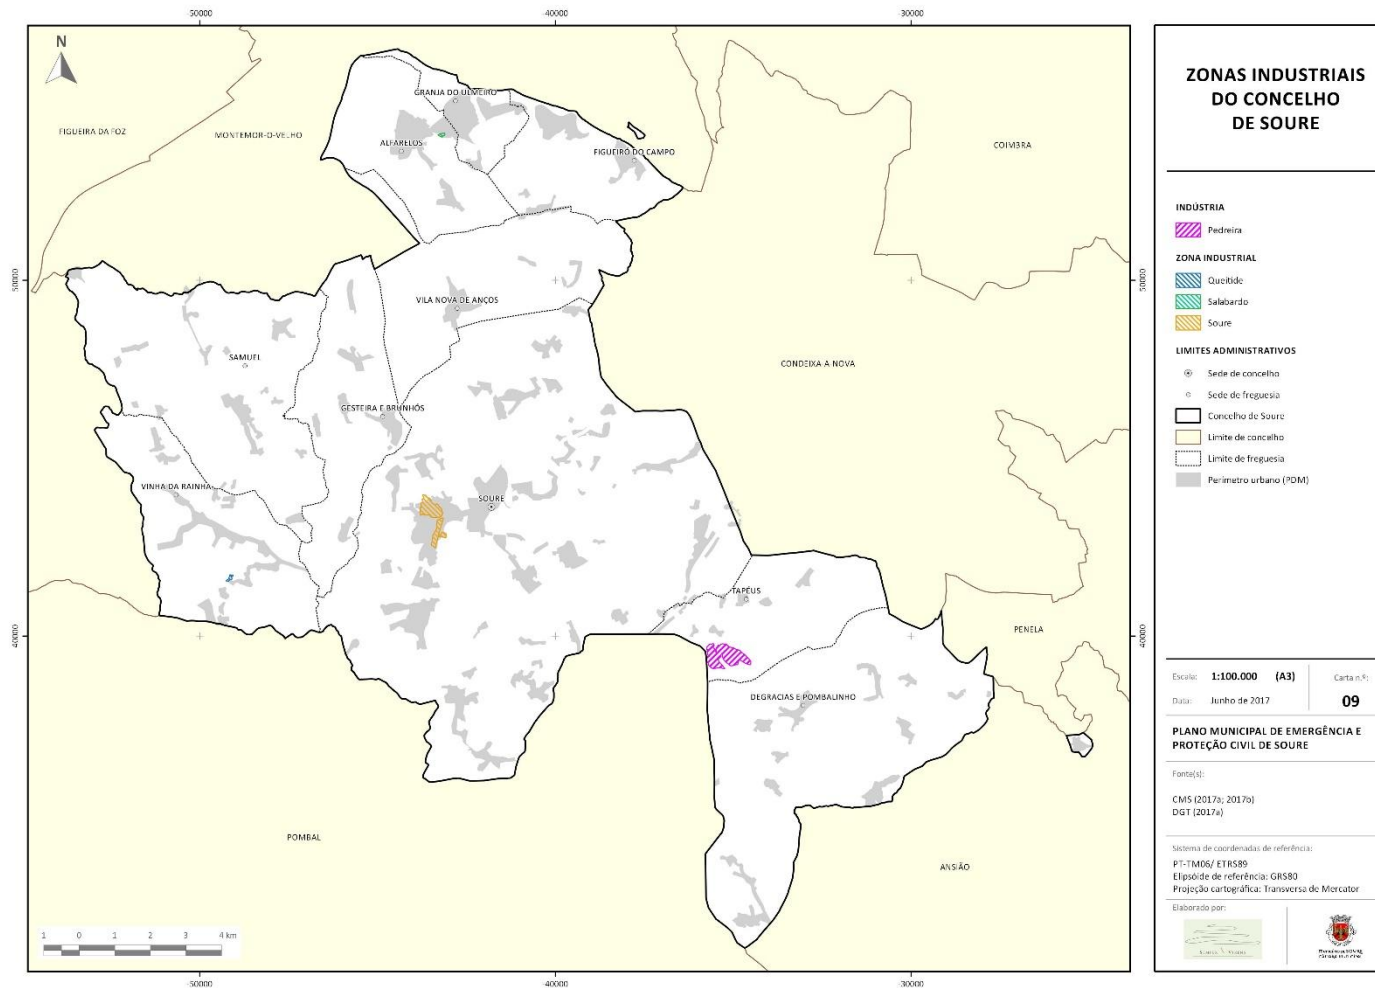 -50000
-40000
-30000
N
GRANJA DO ULMEIRO
FIGUEIRA DA FOZ
MONTEMOR-O-VELHO
ALFARELOS
FIGUEIRO DO CAMPO
COIMBRA
50000
50000
VILA NOVA DE ANÇOS
SAMUEL
CONDEIXA-A-NOVA
GESTEIRA E BRUNHÓS
VINHA DA RAINHA
SOURE
TAPÉUS
40000
40000
PENELA
DEGRACIAS E POMBALINHO
POMBAL
ANSIÃO
1 0 1 2 3 4 km
-50000
-40000
-30000
ZONAS INDUSTRIAIS
DO CONCELHO
DE SOURE
INDÚSTRIA
Pedreira
ZONA INDUSTRIAL
Queitide
Salabardo
Soure
LIMITES ADMINISTRATIVOS
Sede de concelho
Sede de freguesia
Concelho de Soure
Limite de concelho
Limite de freguesia
Perímetro urbano (PDM)
Escala: 1:100.000 (A3)
Carta n.º:
Data: Junho de 2017
09
PLANO MUNICIPAL DE EMERGÊNCIA E
PROTEÇÃO CIVIL DE SOURE
Fonte(s):
CMS (2017a; 2017b)
DGT (2017a)
Sistema de coordenadas de referência:
PT-TM06/ ETRS89
Elipsóide de referência: GRS80
Projeção cartográfica: Transversa de Mercator
Elaborado por: